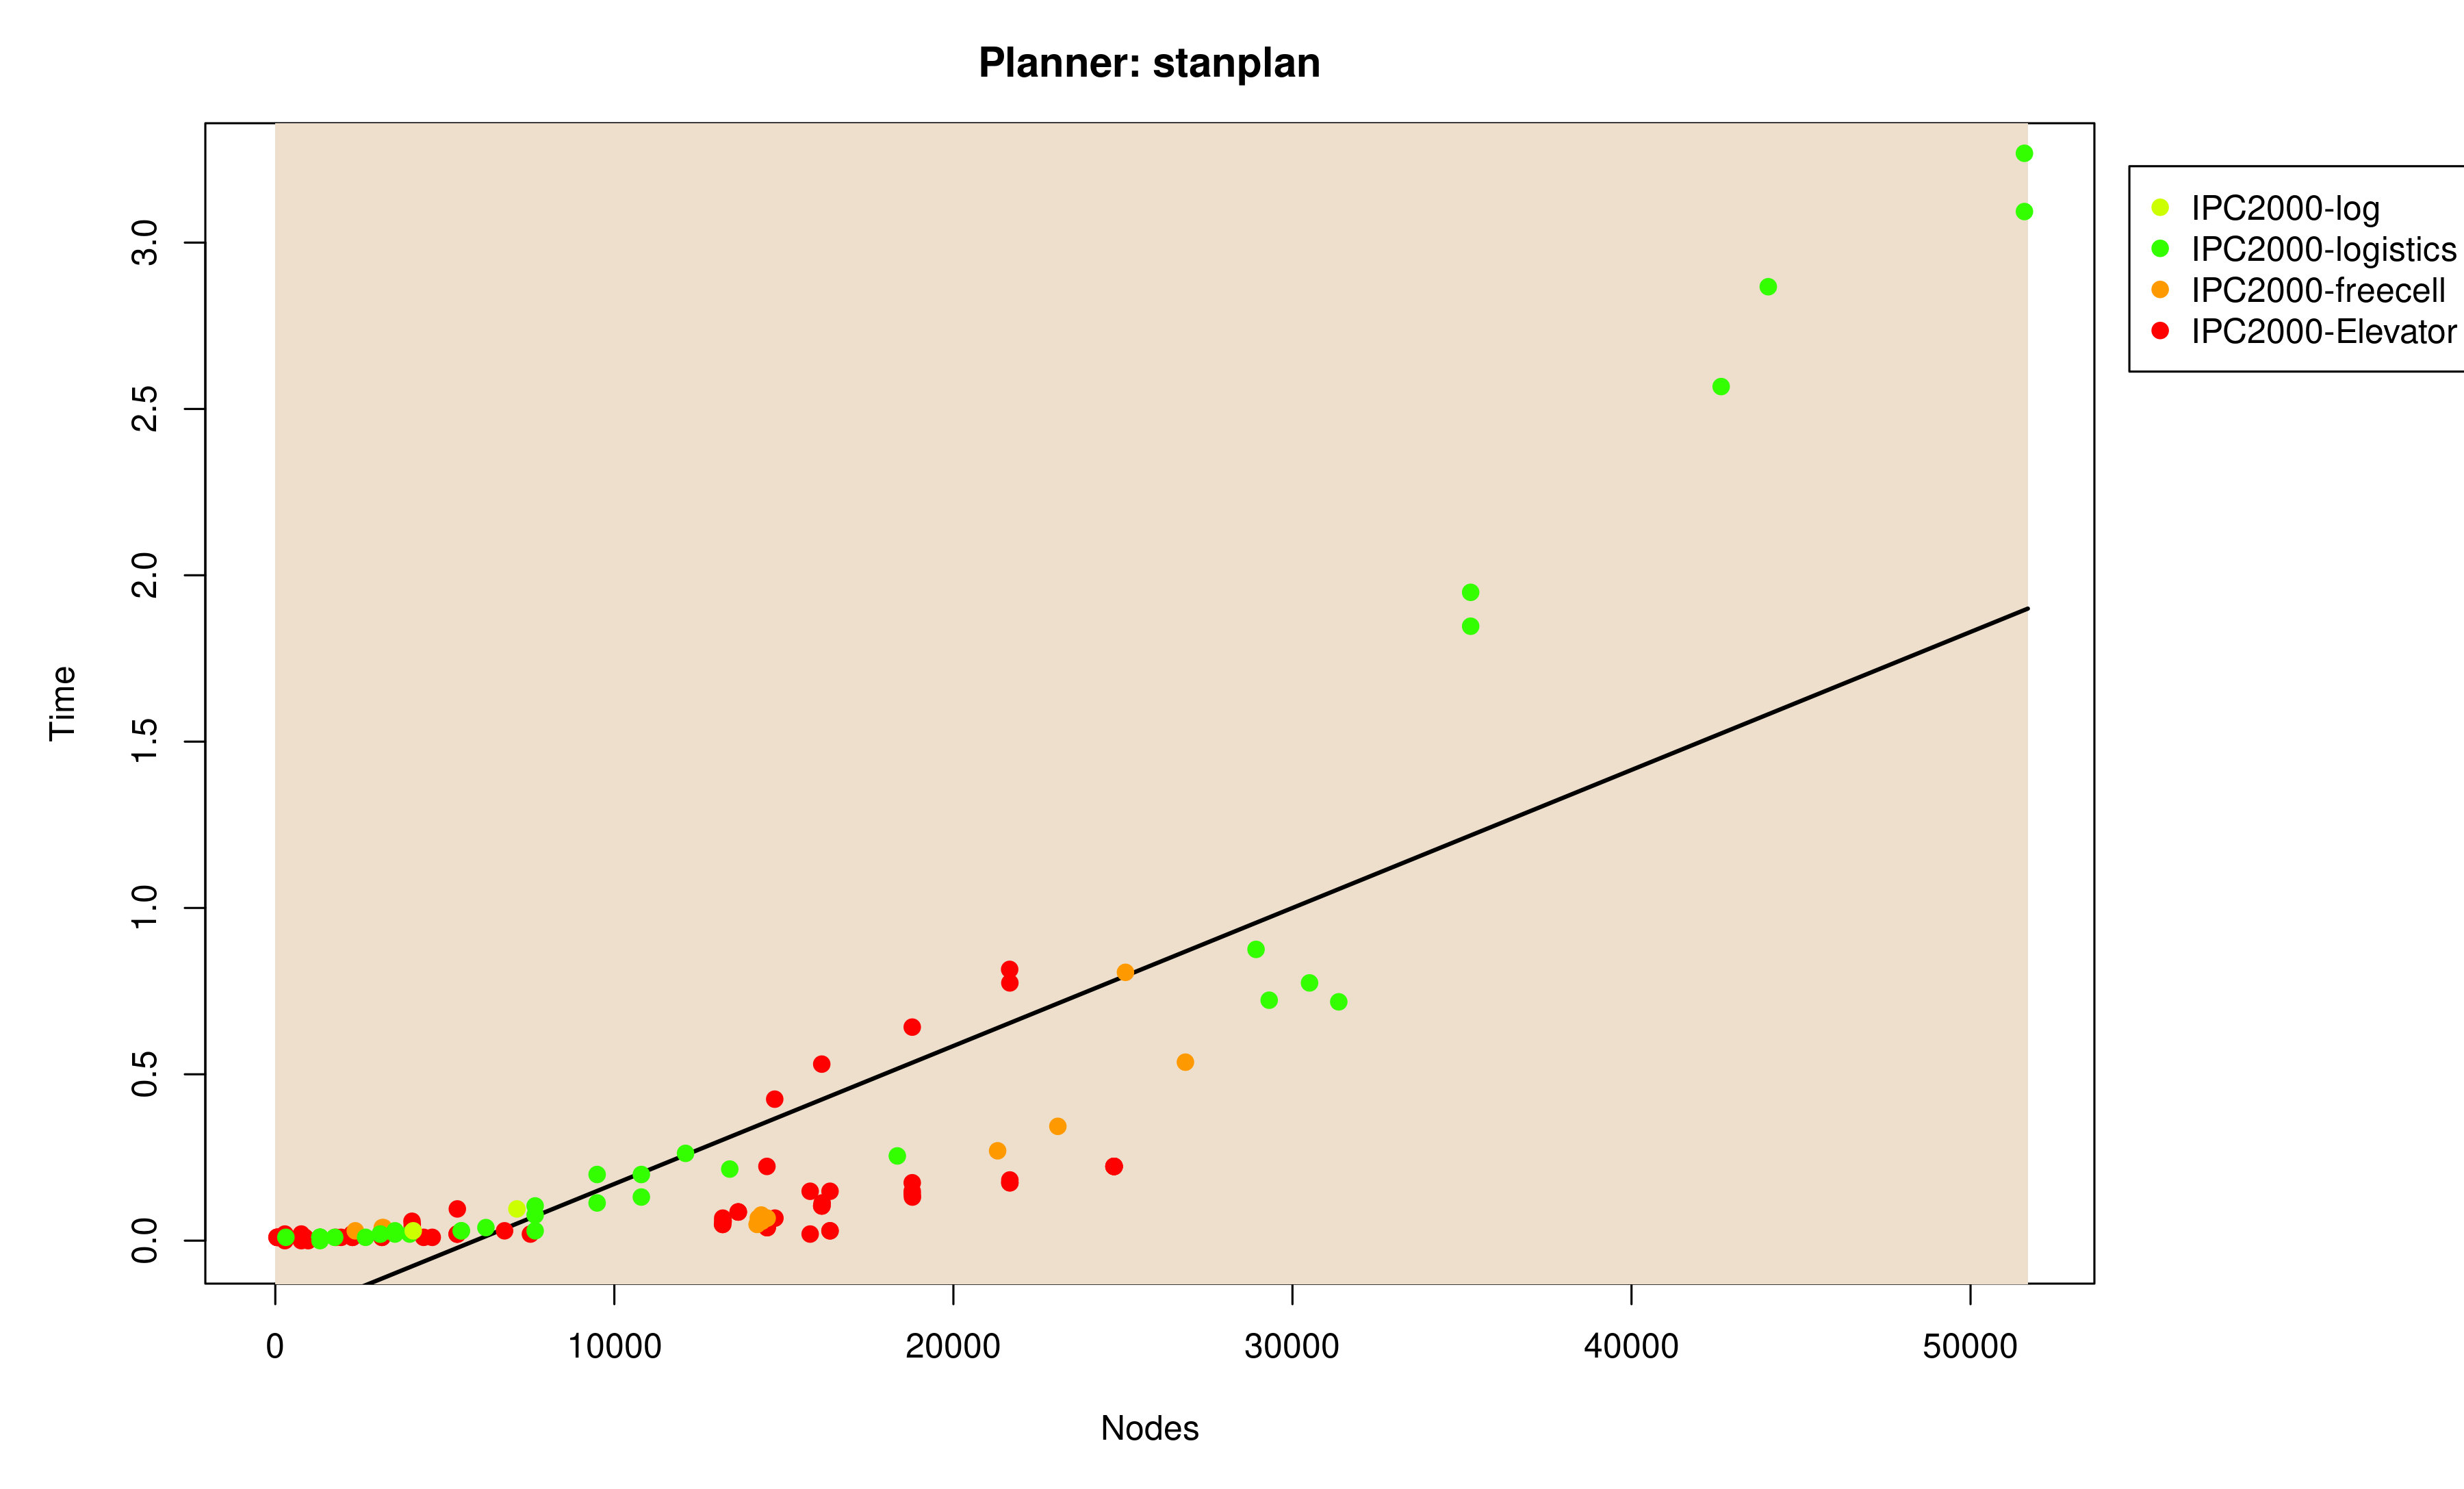 Planner: stanplan
3.0
2.5
2.0
1.5
1.0
0.5
0.0
Time
0 10000 20000 30000 40000 50000
Nodes
IPC2000-log
IPC2000-logistics
IPC2000-freecell
IPC2000-Elevator